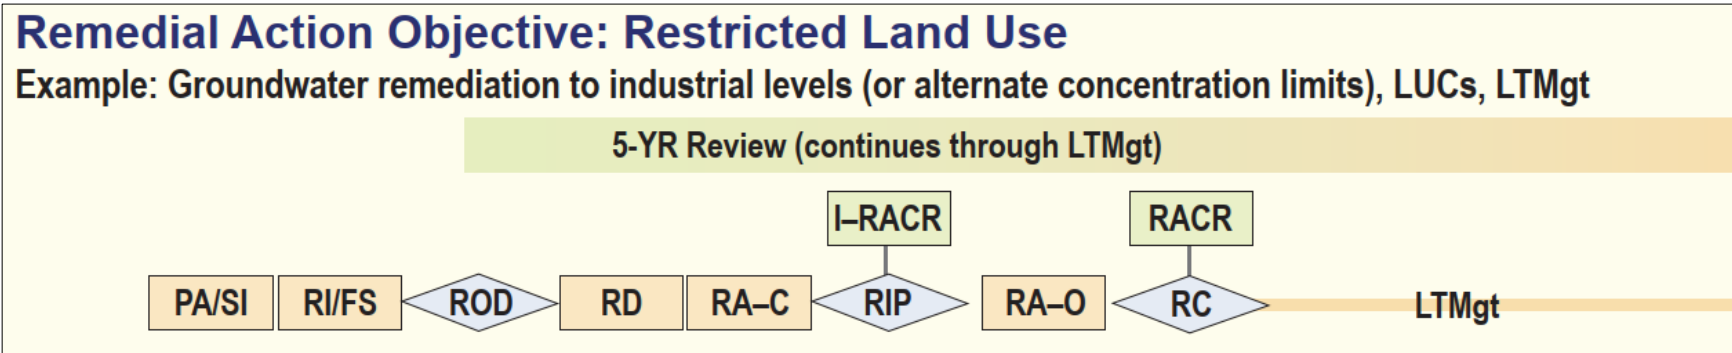 Remedial Action Objective: Restricted Land Use
Example: Groundwater remediation to industrial levels (or alternate concentration limits), LUCs, LTMgt
5-YR Review (continues through LTMgt)
I–RACR
RACR
PA/SI
RI/FS
ROD
RD
RA–C
RIP
RA–O
RC
LTMgt